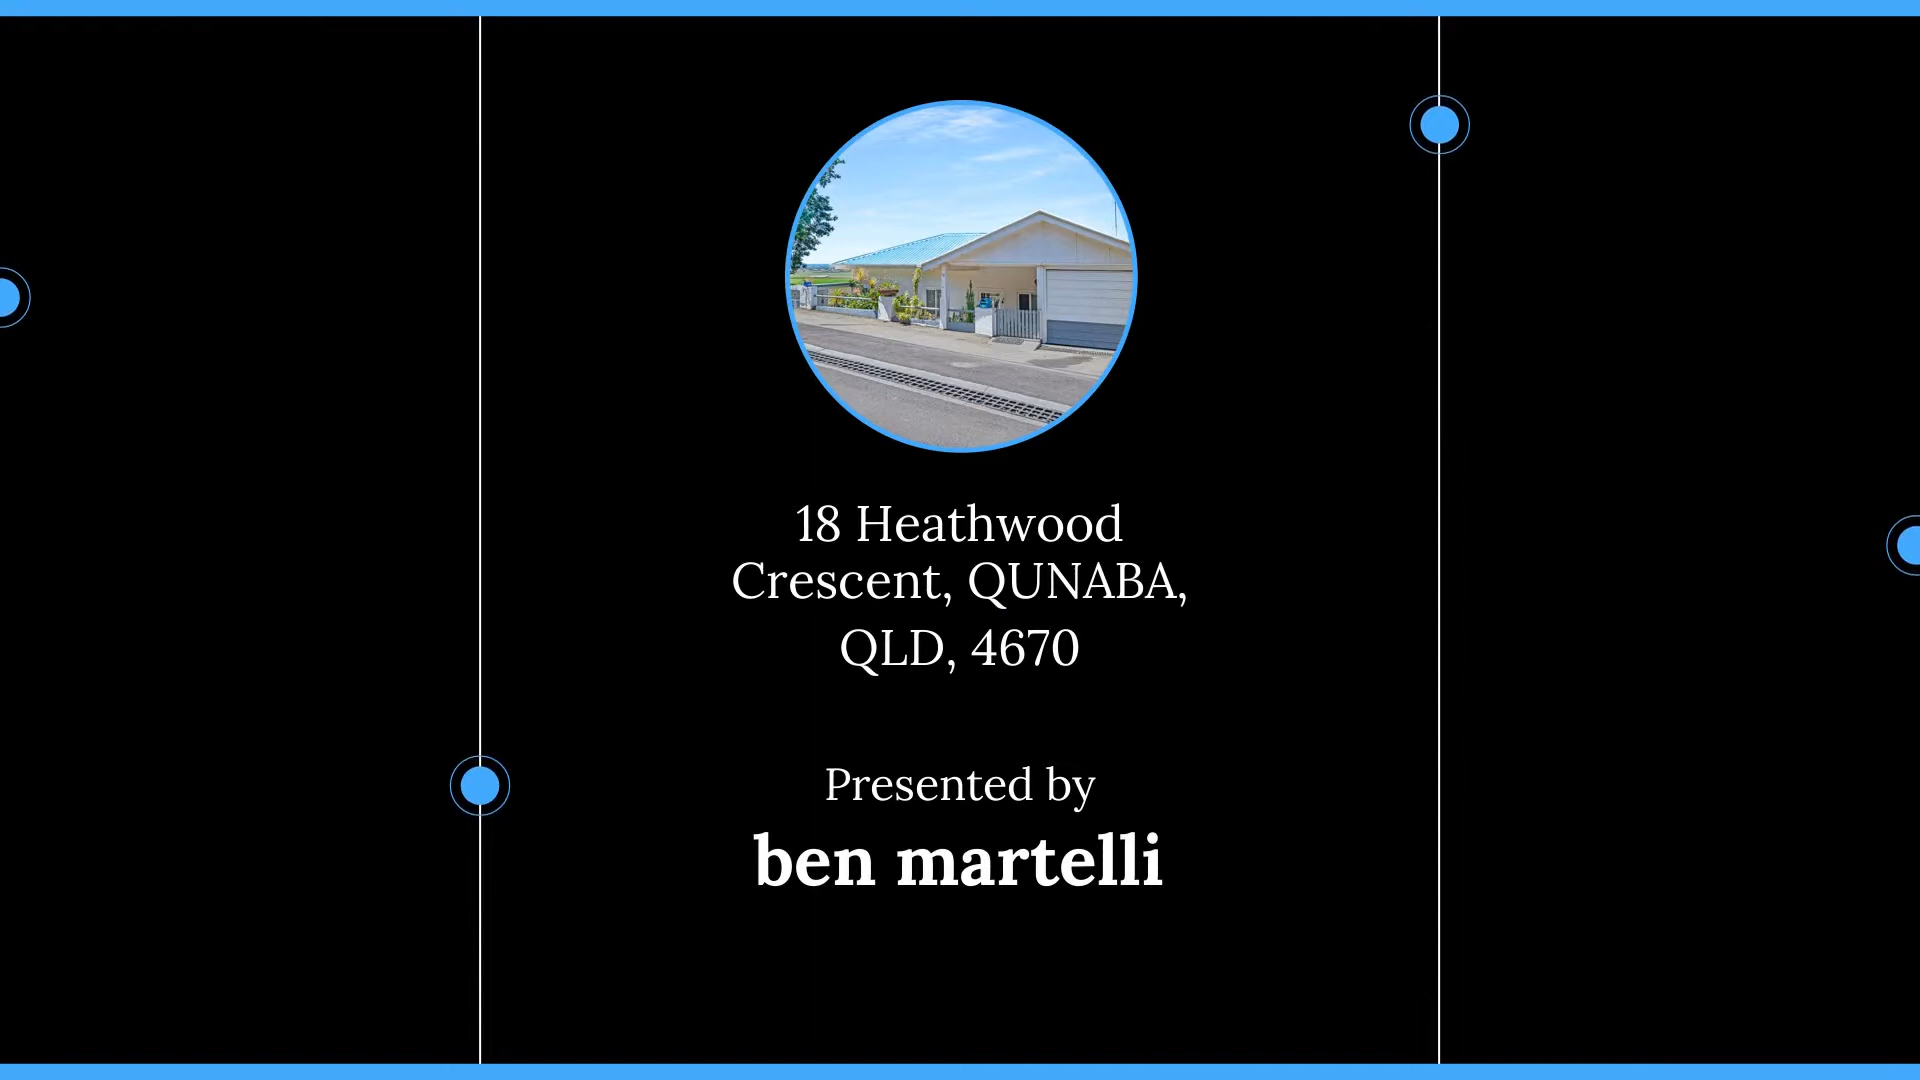 18 Heathwood
Crescent, QUNABA,
QLD, 4670
Presented by
ben martelli